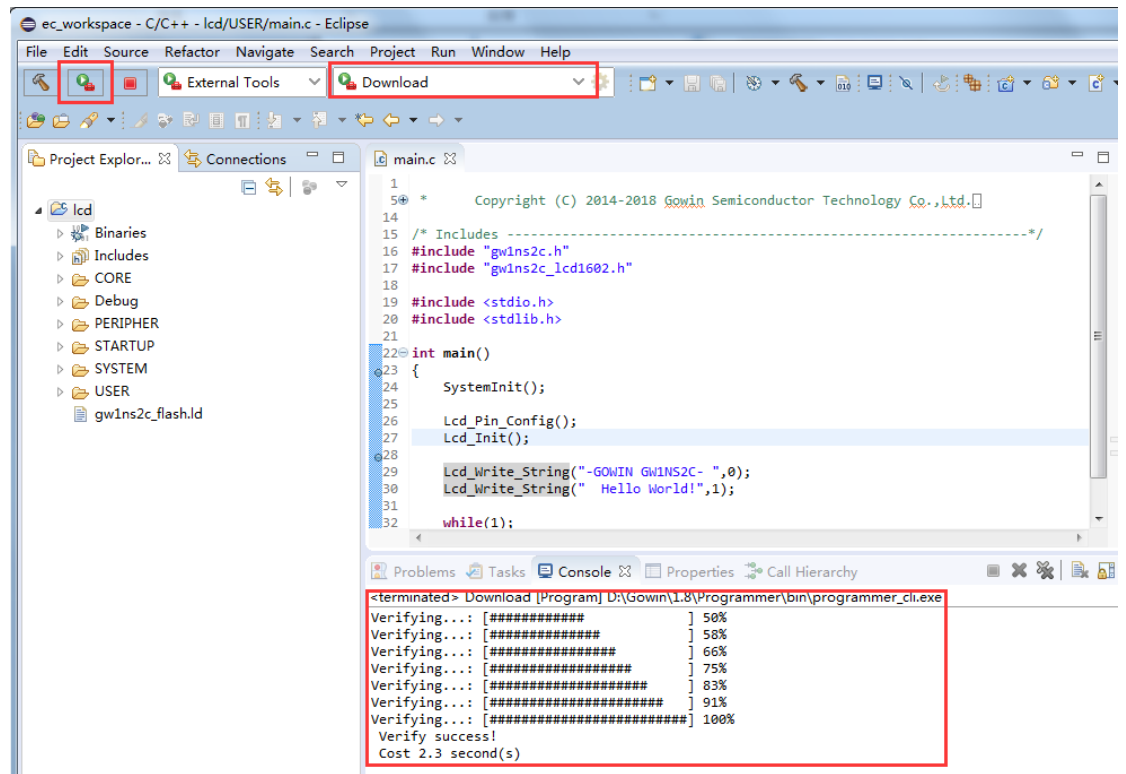 ec_workspace - C/C++ - lcd/USER/main.c - Eclipse
File Edit Source Refactor Navigate Search Project Run Window Help
External Tools Download
Project Explor... Connections
main.c
lcd
Binaries
Includes
CORE
Debug
PERIPHER
STARTUP
SYSTEM
USER
gw1ns2c_flash.ld
1
5 * Copyright (C) 2014-2018 Gowin Semiconductor Technology Co.,Ltd.
14
15 /* Includes ------------------------------------------------------------------*/
16 #include "gw1ns2c.h"
17 #include "gw1ns2c_lcd1602.h"
18
19 #include <stdio.h>
20 #include <stdlib.h>
21
22 int main()
23 {
24 SystemInit();
25
26 Lcd_Pin_Config();
27 Lcd_Init();
28
29 Lcd_Write_String("-GOWIN GW1NS2C- ",0);
30 Lcd_Write_String("  Hello World!",1);
31
32 while(1);
Problems Tasks Console Properties Call Hierarchy
<terminated> Download [Program] D:\Gowin\1.8\Programmer\bin\programmer_cli.exe
Verifying...: [############             ] 50%
Verifying...: [##############           ] 58%
Verifying...: [################         ] 66%
Verifying...: [##################       ] 75%
Verifying...: [####################     ] 83%
Verifying...: [######################   ] 91%
Verifying...: [#########################] 100%
Verify success!
Cost 2.3 second(s)